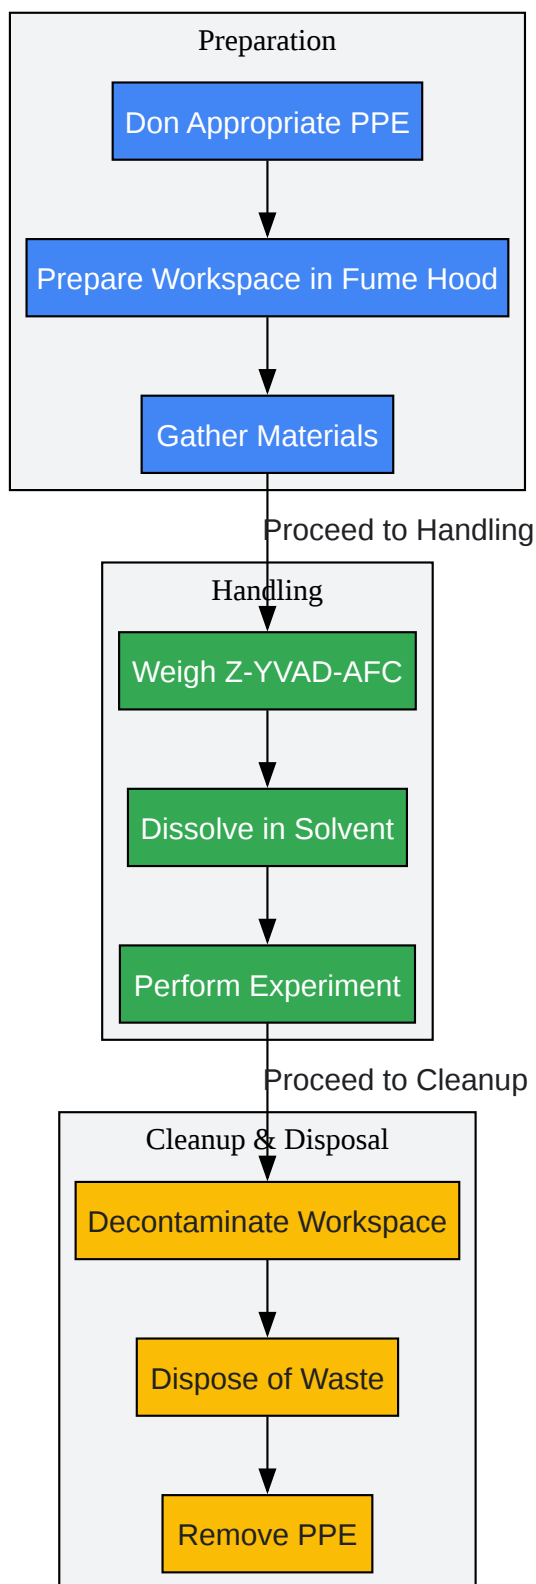 Preparation
Don Appropriate PPE
Prepare Workspace in Fume Hood
Gather Materials
Proceed to Handling
Handling
Weigh Z-YVAD-AFC
Dissolve in Solvent
Perform Experiment
Proceed to Cleanup
Cleanup & Disposal
Decontaminate Workspace
Dispose of Waste
Remove PPE